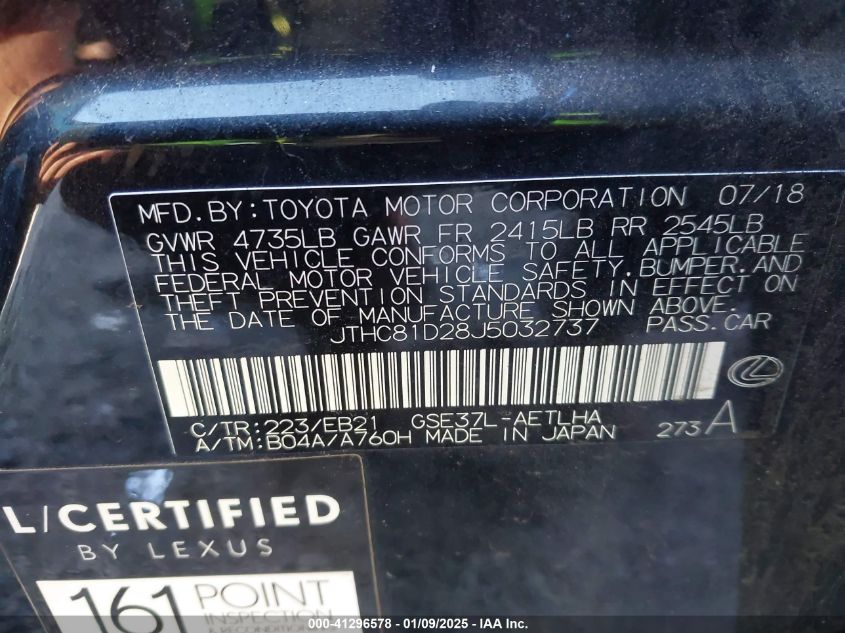 MFD.BY:TOYOTA MOTOR CORPORATION 07/18
GVWR 4735LB GAWR FR 2415LB RR 2545LB
THIS VEHICLE CONFORMS TO ALL APPLICABLE
FEDERAL MOTOR VEHICLE SAFETY,BUMPER,AND
THEFT PREVENTION STANDARDS IN EFFECT ON
THE DATE OF MANUFACTURE SHOWN ABOVE.
JTHC81D28J5032737 PASS.CAR
C/TR:223/EB21 GSE37L-AETLHA
A/TM:B04A/A760H MADE IN JAPAN 273A
L/CERTIFIED
BY LEXUS
161 POINT
INSPECTION
& RECONDITIONING
000-41296578 - 01/09/2025 - IAA Inc.